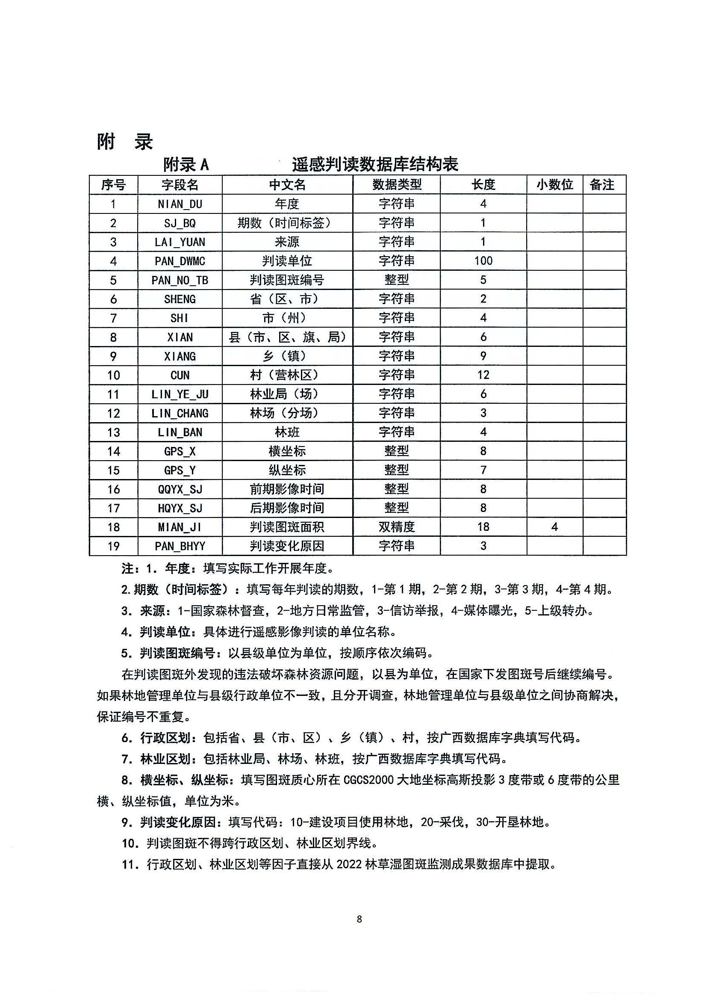 附 录
附录 A 遥感判读数据库结构表
序号 字段名 中文名 数据类型 长度 小数位 备注
1 NIAN_DU 年度 字符串 4
2 SJ_BQ 期数（时间标签） 字符串 1
3 LAI_YUAN 来源 字符串 1
4 PAN_DWMC 判读单位 字符串 100
5 PAN_NO_TB 判读图斑编号 整型 5
6 SHENG 省（区、市） 字符串 2
7 SHI 市（州） 字符串 4
8 XIAN 县（市、区、旗、局） 字符串 6
9 XIANG 乡（镇） 字符串 9
10 CUN 村（营林区） 字符串 12
11 LIN_YE_JU 林业局（场） 字符串 6
12 LIN_CHANG 林场（分场） 字符串 3
13 LIN_BAN 林班 字符串 4
14 GPS_X 横坐标 整型 8
15 GPS_Y 纵坐标 整型 7
16 QQYX_SJ 前期影像时间 整型 8
17 HQYX_SJ 后期影像时间 整型 8
18 MIAN_JI 判读图斑面积 双精度 18 4
19 PAN_BHYY 判读变化原因 字符串 3
注：1. 年度：填写实际工作开展年度。
2. 期数（时间标签）：填写每年判读的期数，1-第 1 期，2-第 2 期，3-第 3 期，4-第 4 期。
3. 来源：1-国家森林督查，2-地方日常监管，3-信访举报，4-媒体曝光，5-上级转办。
4. 判读单位：具体进行遥感影像判读的单位名称。
5. 判读图斑编号：以县级单位为单位，按顺序依次编码。
在判读图斑外发现的违法破坏森林资源问题，以县为单位，在国家下发图斑号后继续编号。
如果林地管理单位与县级行政单位不一致，且分开调查，林地管理单位与县级单位之间协商解决，
保证编号不重复。
6. 行政区划：包括省、县（市、区）、乡（镇）、村，按广西数据库字典填写代码。
7. 林业区划：包括林业局、林场、林班，按广西数据库字典填写代码。
8. 横坐标、纵坐标：填写图斑质心所在 CGCS2000 大地坐标高斯投影 3 度带或 6 度带的公里
横、纵坐标值，单位为米。
9. 判读变化原因：填写代码：10-建设项目使用林地，20-采伐，30-开垦林地。
10. 判读图斑不得跨行政区划、林业区划界线。
11. 行政区划、林业区划等因子直接从 2022 林草湿图斑监测成果数据库中提取。
8